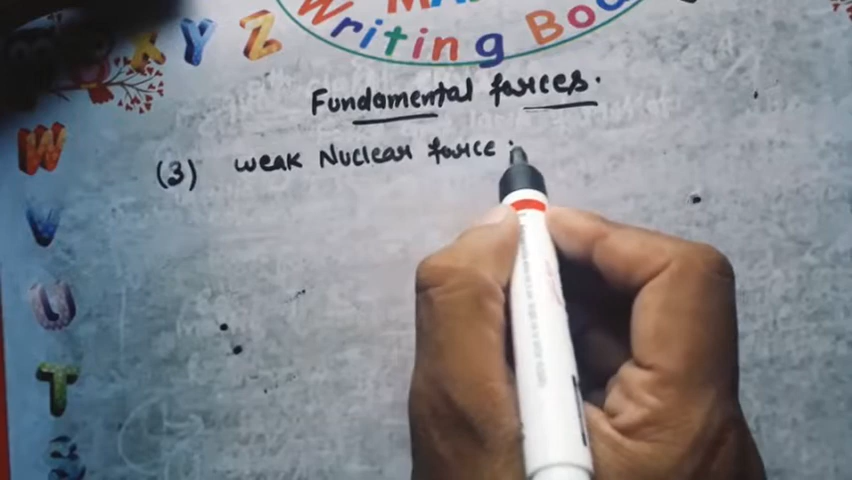 Writing Boa
X Y Z
Fundamental forces.
W
(3) weak Nuclear force :
V
U
T